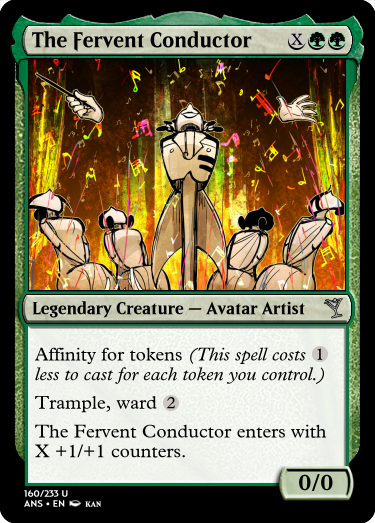 The Fervent Conductor X
Legendary Creature — Avatar Artist
Affinity for tokens (This spell costs 1
less to cast for each token you control.)
Trample, ward 2
The Fervent Conductor enters with
X +1/+1 counters.
0/0
160/233 U
ANS • EN KAN